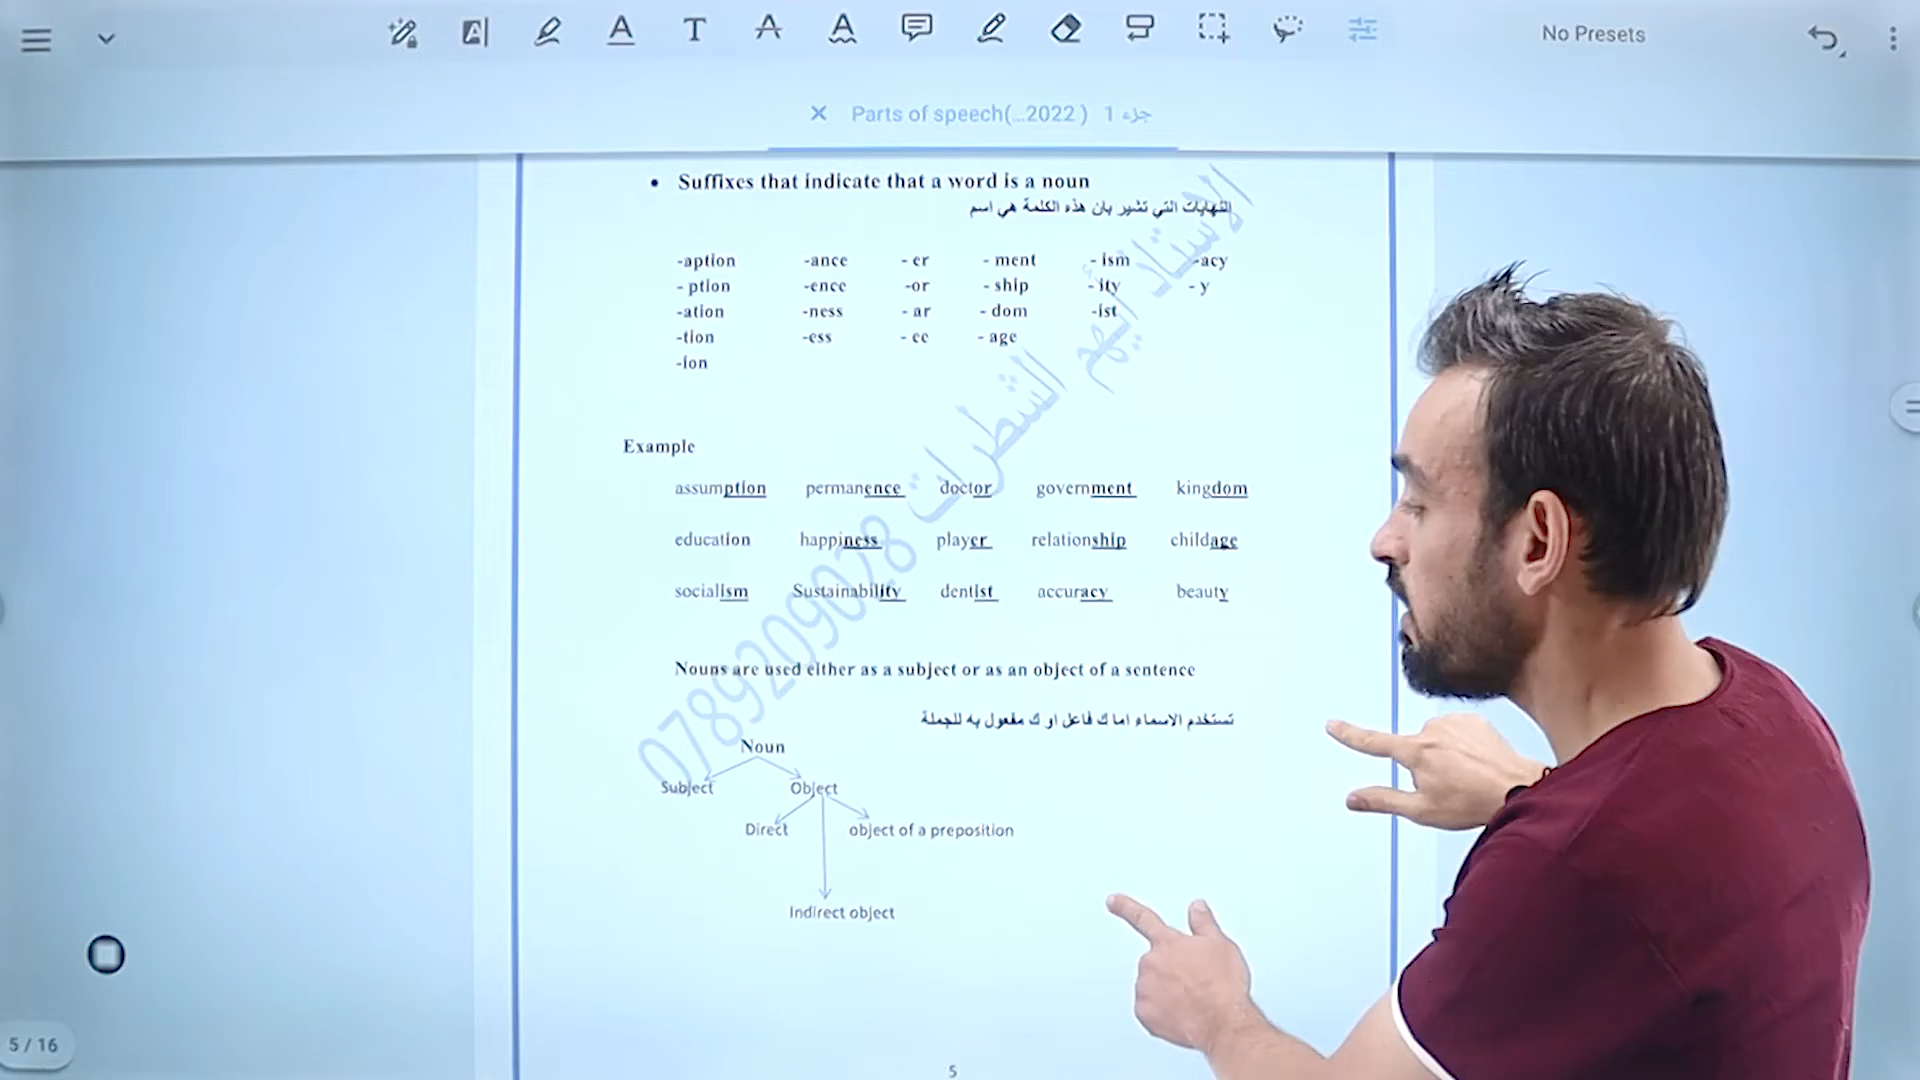 No Presets
Parts of speech(...2022 ) جزء 1
• Suffixes that indicate that a word is a noun
النهايات التي تشير بان هذه الكلمة هي اسم
-aption -ance - er - ment - ism -acy
- ption -ence -or - ship - ity - y
-ation -ness - ar - dom -ist
-tion -ess - ee - age
-ion
Example
assumption permanence doctor government kingdom
education happiness player relationship childage
socialism Sustainability dentist accuracy beauty
Nouns are used either as a subject or as an object of a sentence
تستخدم الاسماء اما ك فاعل او ك مفعول به للجملة
Noun
Subject Object
Direct object of a preposition
Indirect object
5 / 16
5
الاستاذ أيهم الشطرات 0789209028